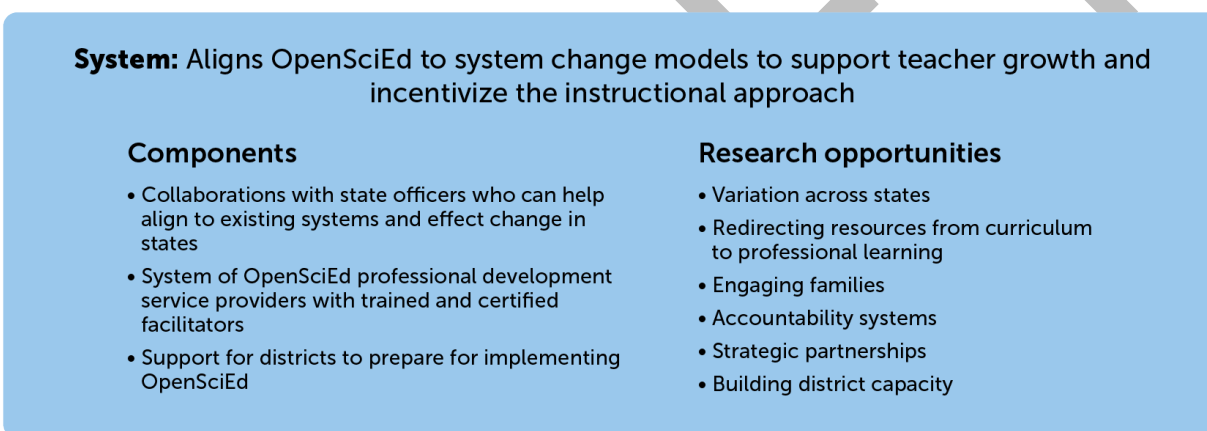 System: Aligns OpenSciEd to system change models to support teacher growth and
incentivize the instructional approach
Components
• Collaborations with state officers who can help
align to existing systems and effect change in
states
• System of OpenSciEd professional development
service providers with trained and certified
facilitators
• Support for districts to prepare for implementing
OpenSciEd
Research opportunities
• Variation across states
• Redirecting resources from curriculum
to professional learning
• Engaging families
• Accountability systems
• Strategic partnerships
• Building district capacity